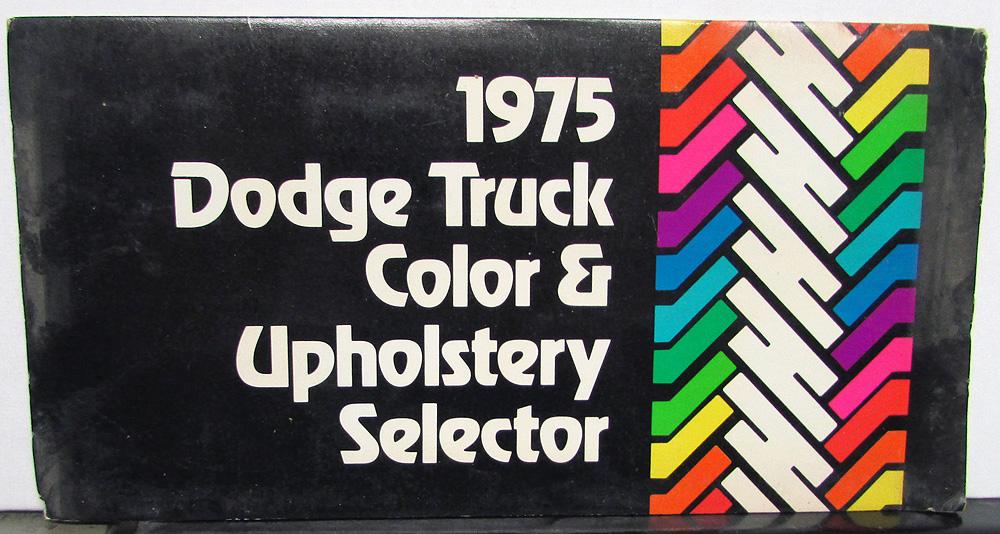 1975
Dodge Truck
Color &
Upholstery
Selector